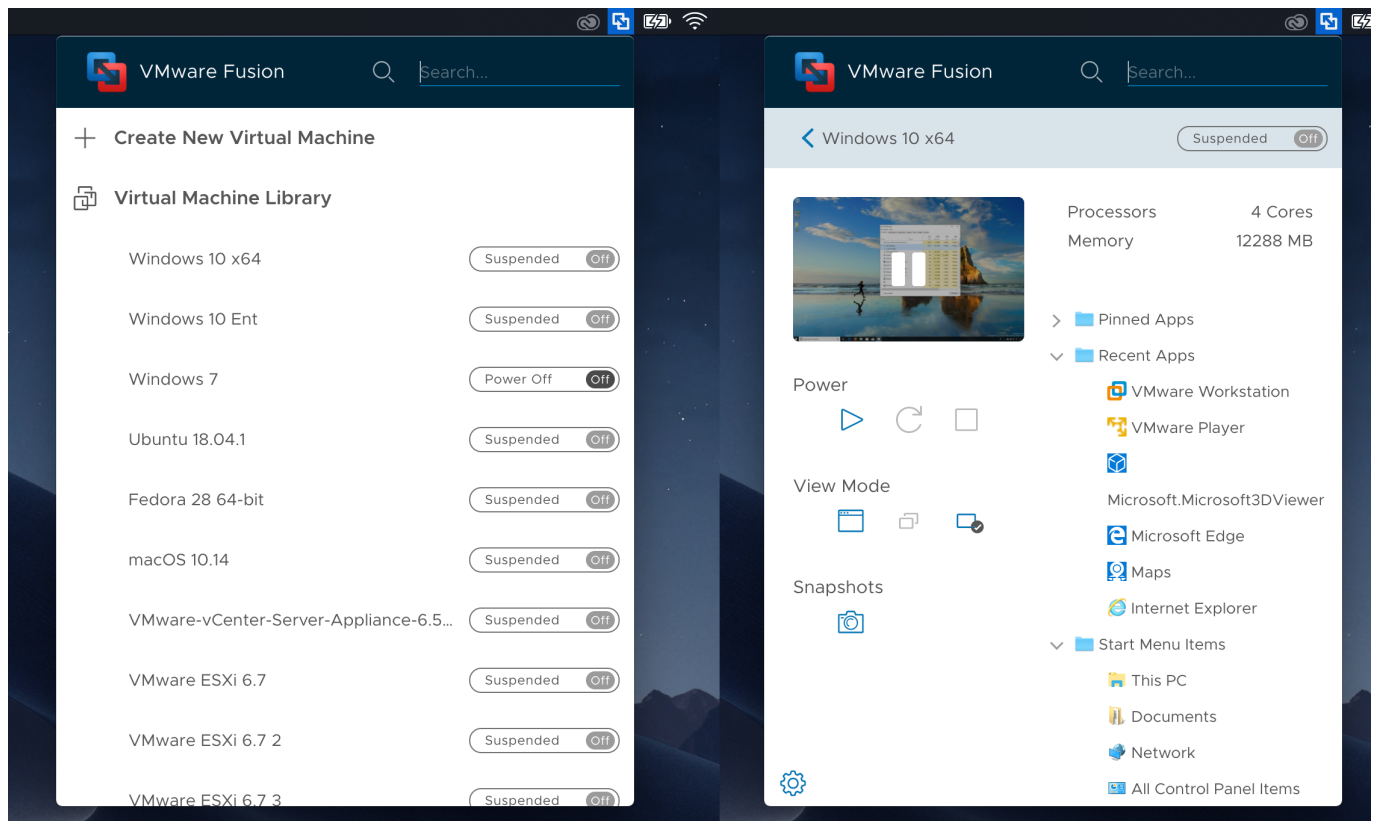 VMware Fusion
Search...
Create New Virtual Machine
Virtual Machine Library
Windows 10 x64 Suspended Off
Windows 10 Ent Suspended Off
Windows 7 Power Off Off
Ubuntu 18.04.1 Suspended Off
Fedora 28 64-bit Suspended Off
macOS 10.14 Suspended Off
VMware-vCenter-Server-Appliance-6.5... Suspended Off
VMware ESXi 6.7 Suspended Off
VMware ESXi 6.7 2 Suspended Off
VMware ESXi 6.7 3 Suspended Off
VMware Fusion
Search...
Windows 10 x64 Suspended Off
Processors 4 Cores
Memory 12288 MB
Power
View Mode
Snapshots
Pinned Apps
Recent Apps
VMware Workstation
VMware Player
Microsoft.Microsoft3DViewer
Microsoft Edge
Maps
Internet Explorer
Start Menu Items
This PC
Documents
Network
All Control Panel Items